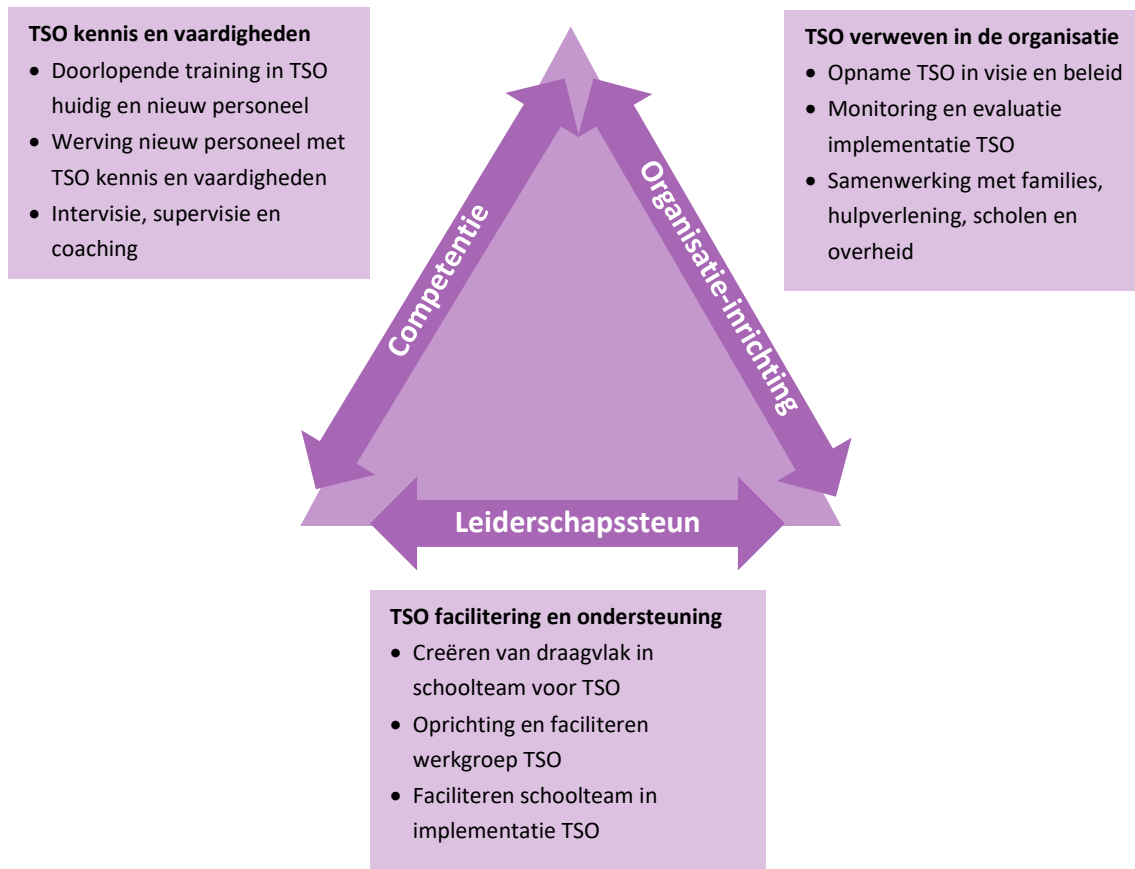 TSO kennis en vaardigheden
• Doorlopende training in TSO
huidig en nieuw personeel
• Werving nieuw personeel met
TSO kennis en vaardigheden
• Intervisie, supervisie en
coaching
TSO verweven in de organisatie
• Opname TSO in visie en beleid
• Monitoring en evaluatie
implementatie TSO
• Samenwerking met families,
hulpverlening, scholen en
overheid
Competentie
Organisatie-inrichting
Leiderschapssteun
TSO facilitering en ondersteuning
• Creëren van draagvlak in
schoolteam voor TSO
• Oprichting en faciliteren
werkgroep TSO
• Faciliteren schoolteam in
implementatie TSO